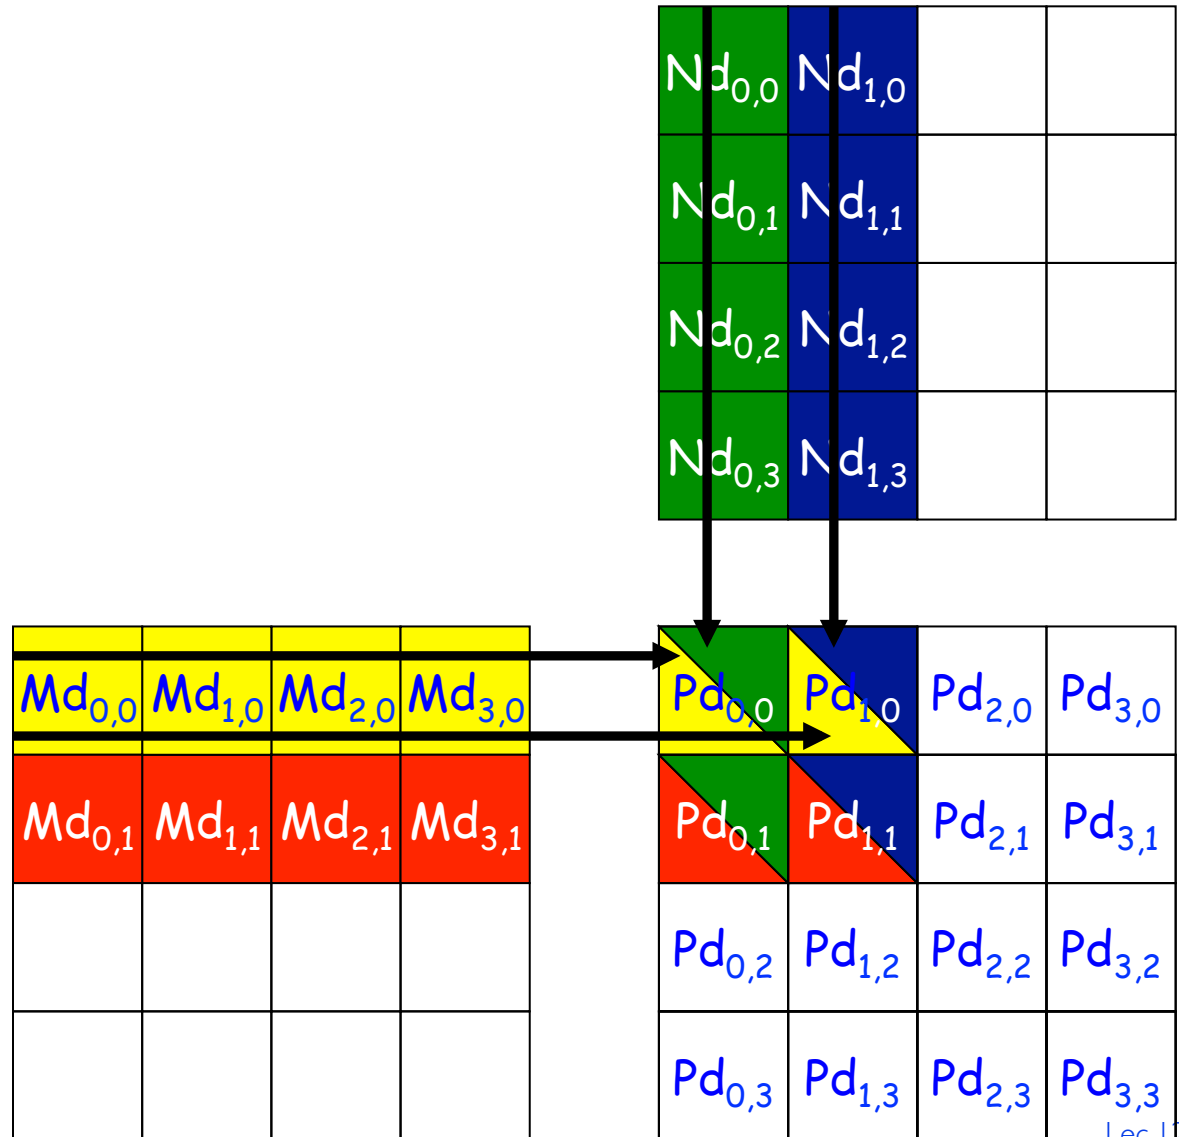 Nd0,0 Nd1,0
Nd0,1 Nd1,1
Nd0,2 Nd1,2
Nd0,3 Nd1,3
Md0,0 Md1,0 Md2,0 Md3,0 Pd0,0 Pd1,0 Pd2,0 Pd3,0
Md0,1 Md1,1 Md2,1 Md3,1 Pd0,1 Pd1,1 Pd2,1 Pd3,1
Pd0,2 Pd1,2 Pd2,2 Pd3,2
Pd0,3 Pd1,3 Pd2,3 Pd3,3
Lec